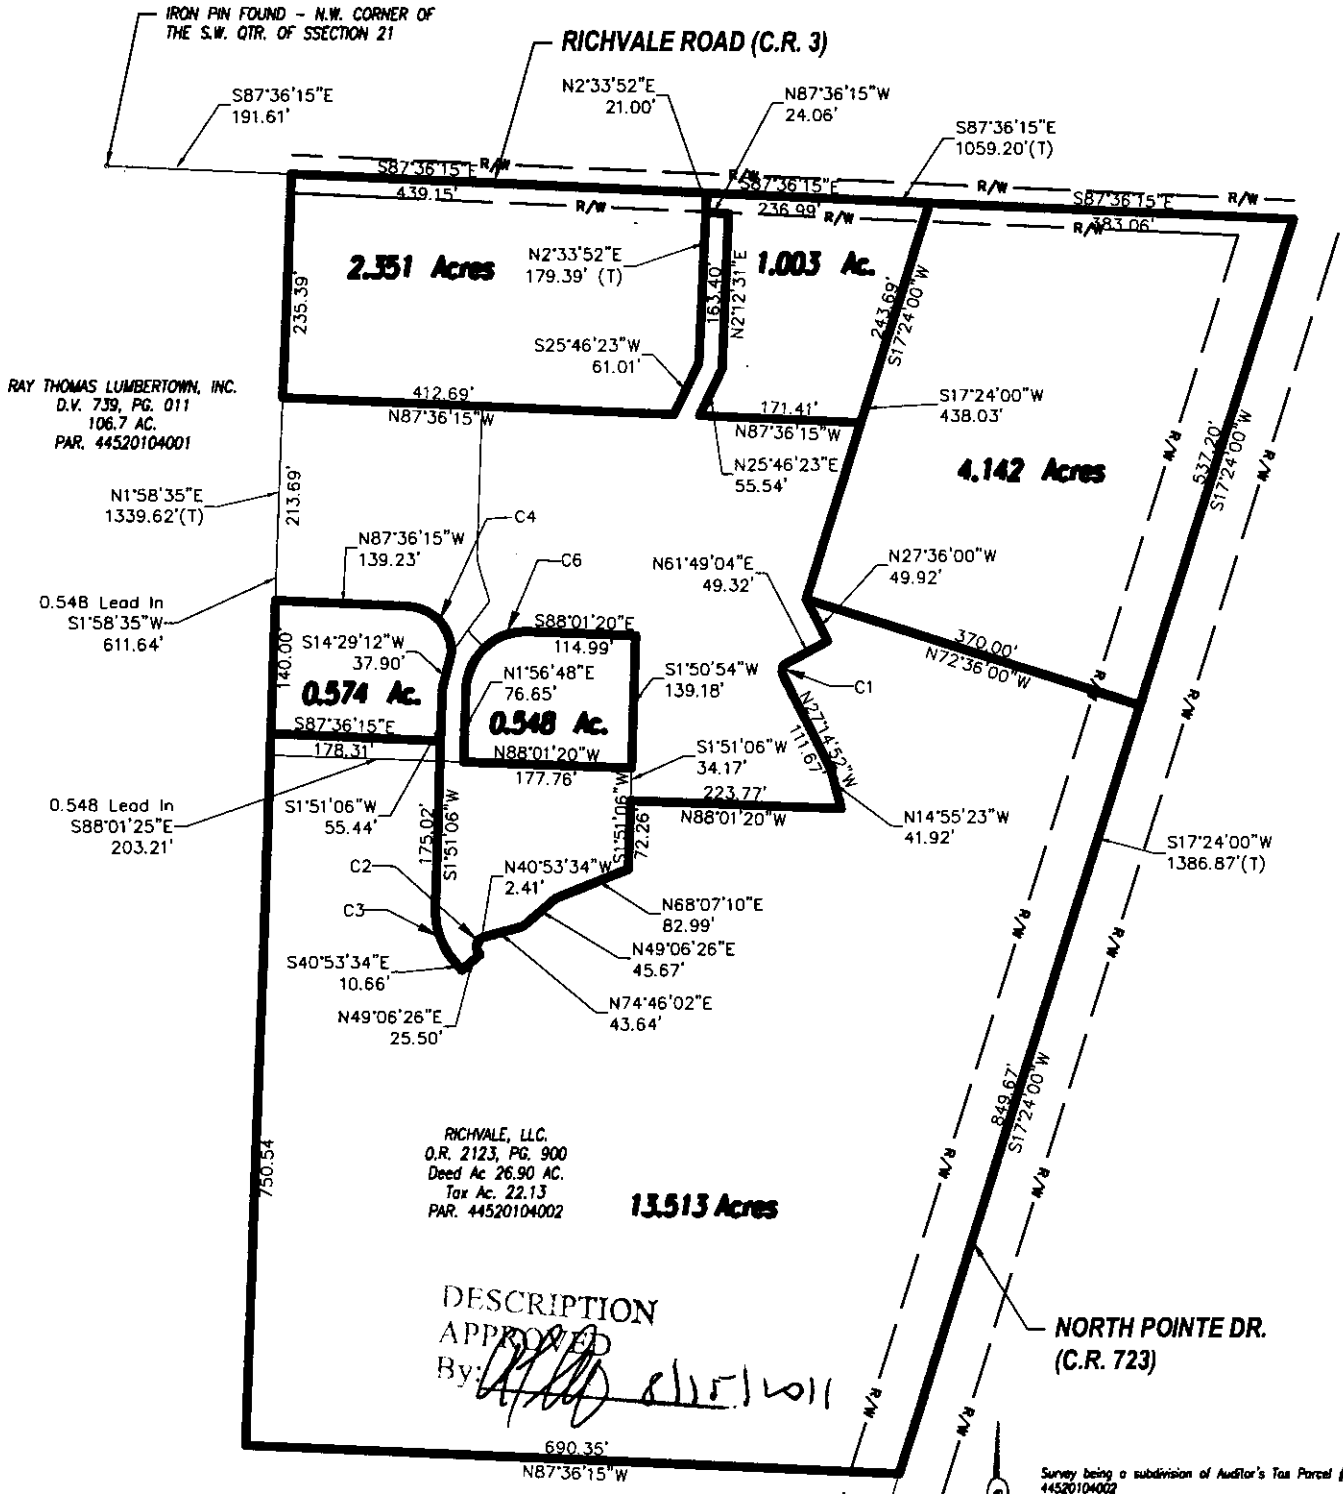 IRON PIN FOUND - N.W. CORNER OF
THE S.W. QTR. OF SSECTION 21
RICHVALE ROAD (C.R. 3)
S87°36'15"E
191.61'
N2°33'52"E
21.00'
N87°36'15"W
24.06'
S87°36'15"E
1059.20'(T)
R/W
R/W
R/W
R/W
S87°36'15"E
439.15'
S87°36'15"E
236.99'
S87°36'15"E
383.06'
R/W
R/W
R/W
2.351 Acres
N2°33'52"E
179.39' (T)
163.40'
N2°12'31"E
1.003 Ac.
235.39'
243.69'
S17°24'00"W
S25°46'23"W
61.01'
RAY THOMAS LUMBERTOWN, INC.
D.V. 739, PG. 011
106.7 AC.
PAR. 44520104001
412.69'
N87°36'15"W
171.41'
N87°36'15"W
S17°24'00"W
438.03'
537.20'
S17°24'00"W
R/W
R/W
N25°46'23"E
55.54'
4.142 Acres
N1°58'35"E
1339.62'(T)
213.69'
C4
N87°36'15"W
139.23'
C6
N61°49'04"E
49.32'
N27°36'00"W
49.92'
0.548 Lead In
S1°58'35"W
611.64'
140.00'
S14°29'12"W
37.90'
S88°01'20"E
114.99'
370.00'
N72°36'00"W
N1°56'48"E
76.65'
S1°50'54"W
139.18'
C1
R/W
R/W
0.574 Ac.
0.548 Ac.
S87°36'15"E
178.31'
N88°01'20"W
177.76'
N27°14'52"W
111.67'
S1°51'06"W
34.17'
0.548 Lead In
S88°01'25"E
203.21'
S1°51'06"W
55.44'
175.02'
S1°51'06"W
S1°51'06"W
72.26'
223.77'
N88°01'20"W
N14°55'23"W
41.92'
S17°24'00"W
1386.87'(T)
C2
N40°53'34"W
2.41'
C3
N68°07'10"E
82.99'
R/W
R/W
S40°53'34"E
10.66'
N49°06'26"E
45.67'
N49°06'26"E
25.50'
N74°46'02"E
43.64'
849.67'
S17°24'00"W
750.54
RICHVALE, LLC.
O.R. 2123, PG. 900
Deed Ac 26.90 AC.
Tax Ac. 22.13
PAR. 44520104002
13.513 Acres
R/W
R/W
DESCRIPTION
APPROVED
By:
8/15/2011
NORTH POINTE DR.
(C.R. 723)
R/W
R/W
690.35'
N87°36'15"W
Survey being a subdivision of Auditor's Tax Parcel
44520104002